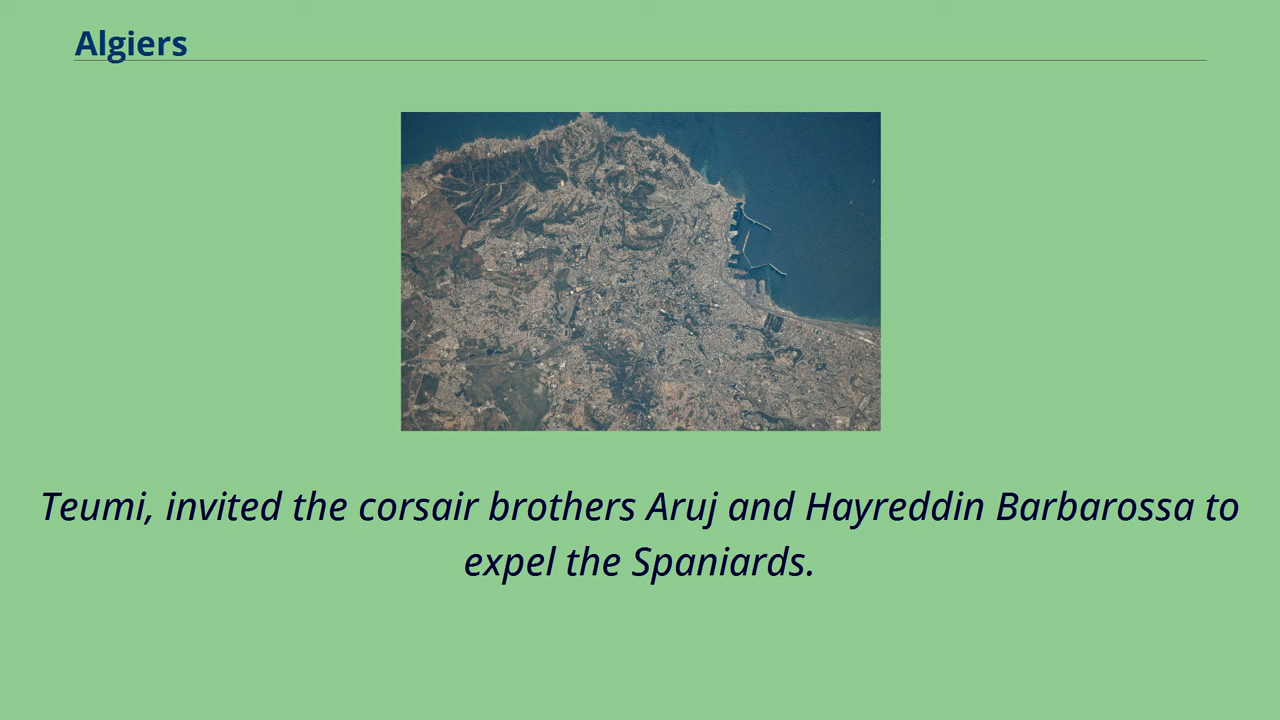 Algiers
Teumi, invited the corsair brothers Aruj and Hayreddin Barbarossa to
expel the Spaniards.